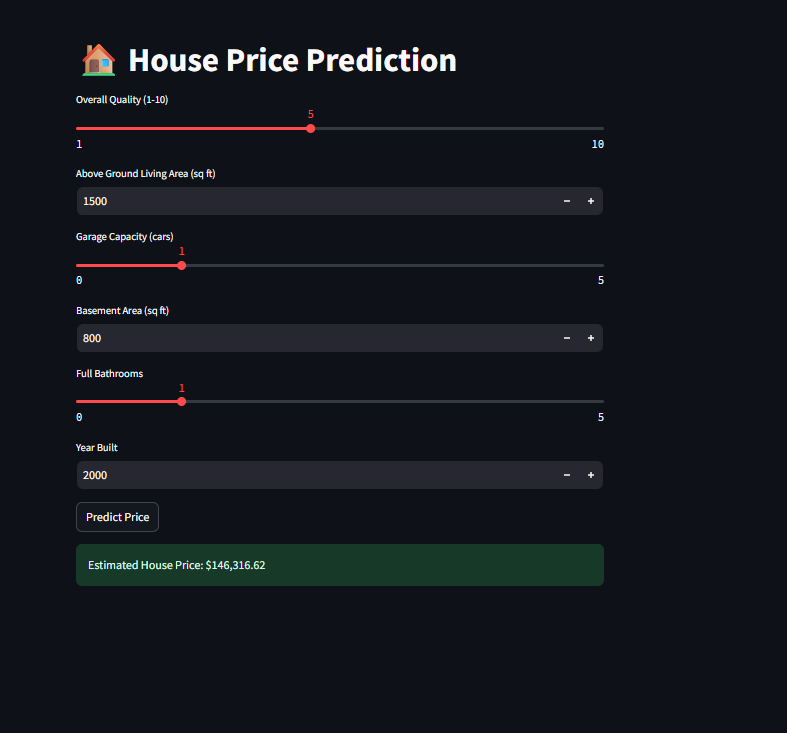 House Price Prediction
Overall Quality (1-10)
5
1 10
Above Ground Living Area (sq ft)
1500 − +
Garage Capacity (cars)
1
0 5
Basement Area (sq ft)
800 − +
Full Bathrooms
1
0 5
Year Built
2000 − +
Predict Price
Estimated House Price: $146,316.62